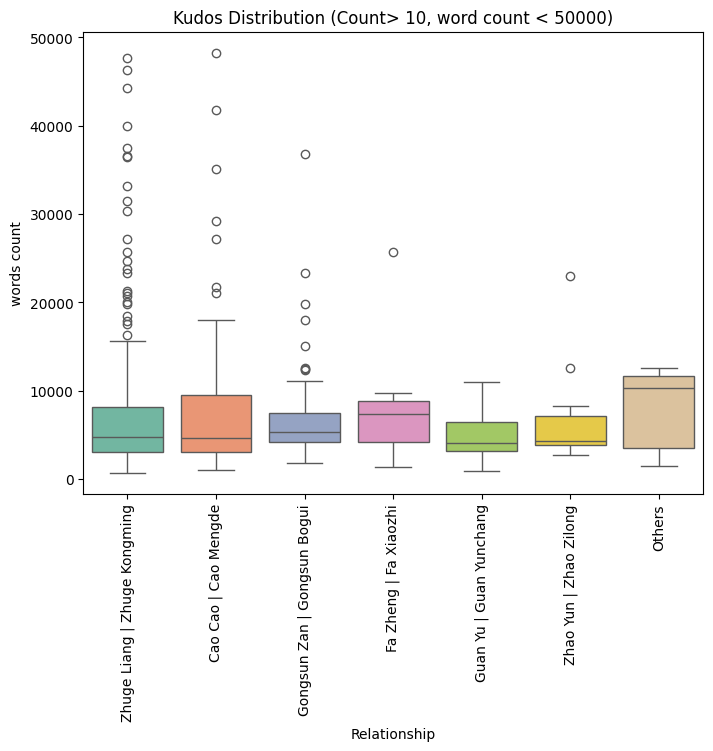 Kudos Distribution (Count> 10, word count < 50000)
words count
50000
40000
30000
20000
10000
0
Zhuge Liang | Zhuge Kongming
Cao Cao | Cao Mengde
Gongsun Zan | Gongsun Bogui
Fa Zheng | Fa Xiaozhi
Guan Yu | Guan Yunchang
Zhao Yun | Zhao Zilong
Others
Relationship